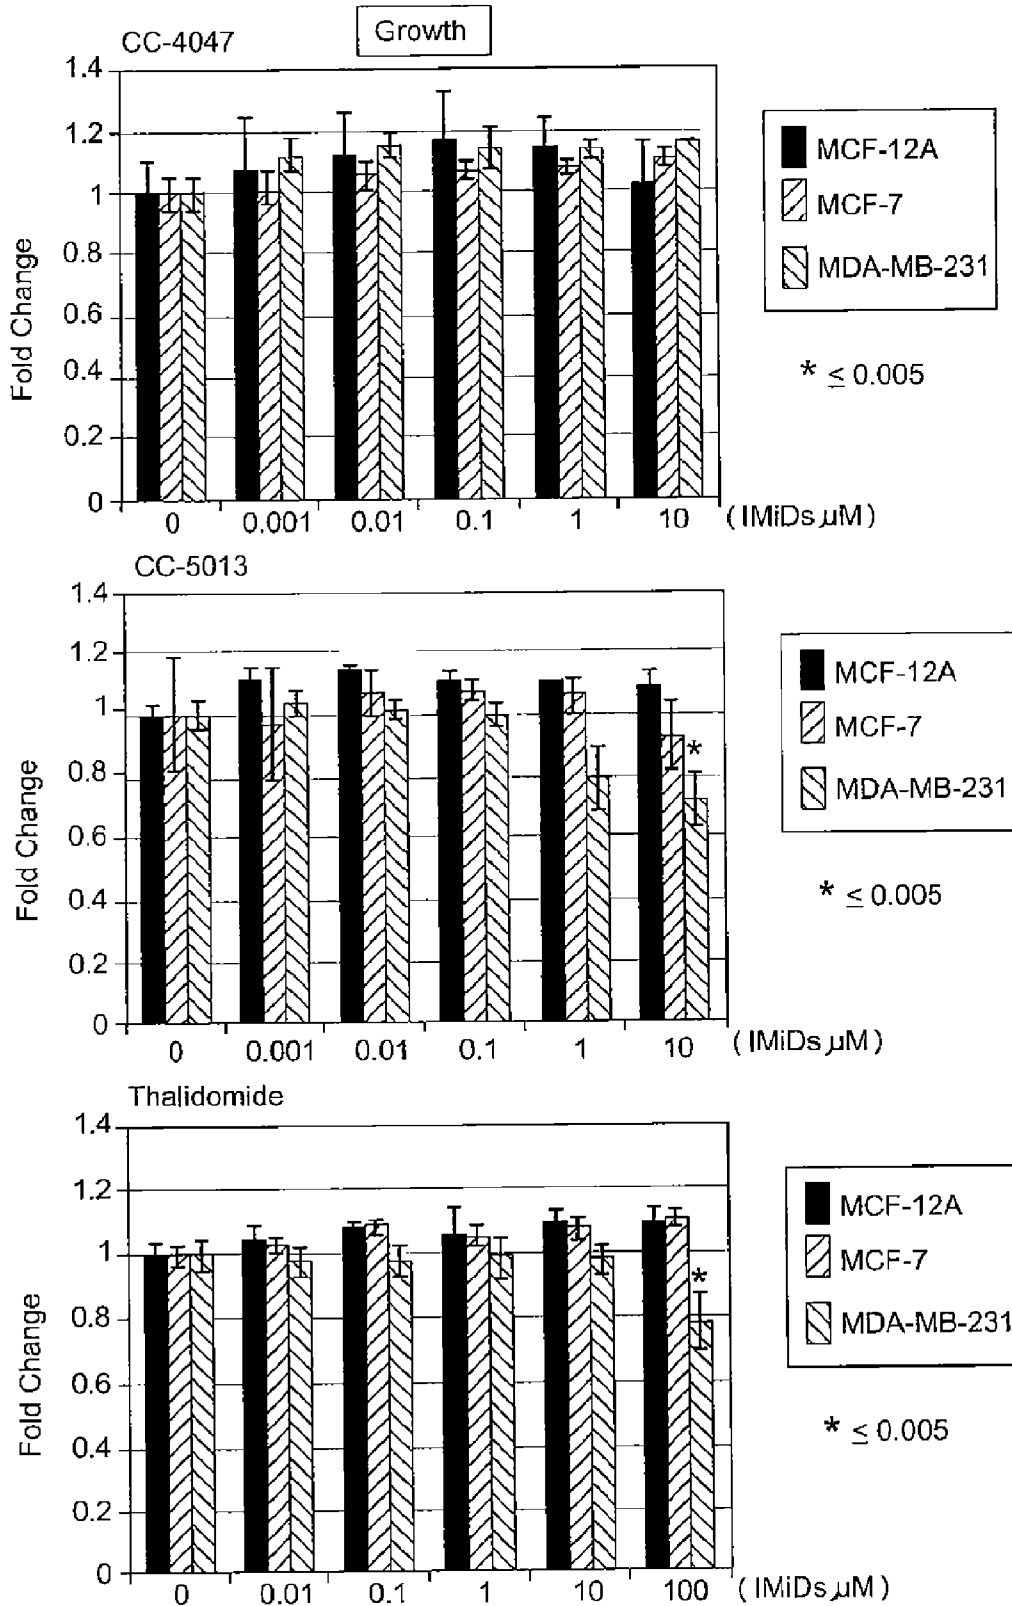 Growth
CC-4047
1.4
1.2
1
0.8
0.6
0.4
0.2
0
Fold Change
0 0.001 0.01 0.1 1 10 (IMiDs,µM)
MCF-12A
MCF-7
MDA-MB-231
* ≤ 0.005
CC-5013
1.4
1.2
1
0.8
0.6
0.4
0.2
0
Fold Change
*
0 0.001 0.01 0.1 1 10 (IMiDs,µM)
MCF-12A
MCF-7
MDA-MB-231
* ≤ 0.005
Thalidomide
1.4
1.2
1
0.8
0.6
0.4
0.2
0
Fold Change
*
0 0.01 0.1 1 10 100 (IMiDs,µM)
MCF-12A
MCF-7
MDA-MB-231
* ≤ 0.005